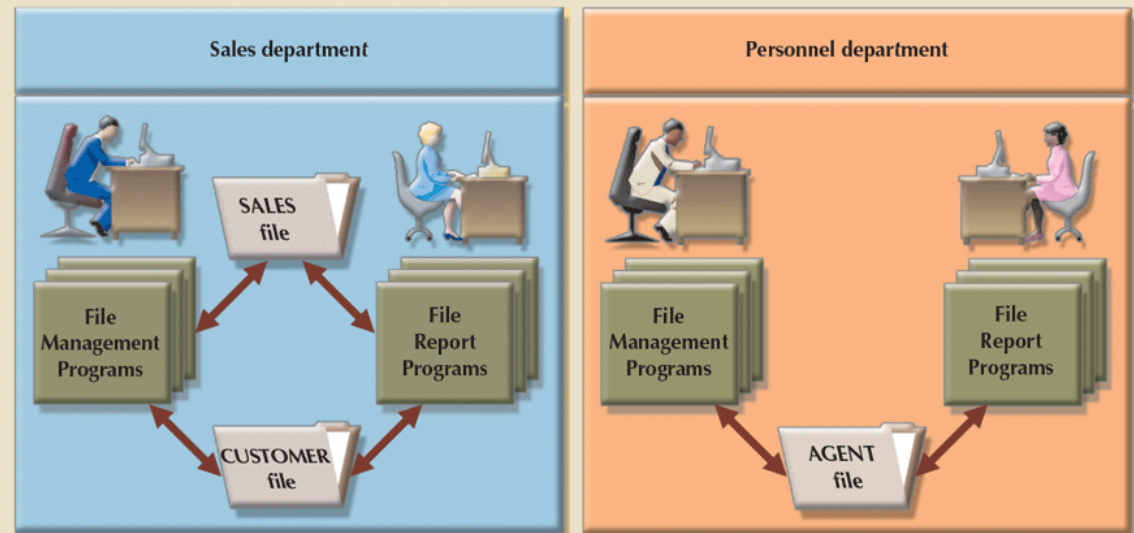 Sales department
SALES
file
File
Management
Programs
File
Report
Programs
CUSTOMER
file
Personnel department
File
Management
Programs
File
Report
Programs
AGENT
file